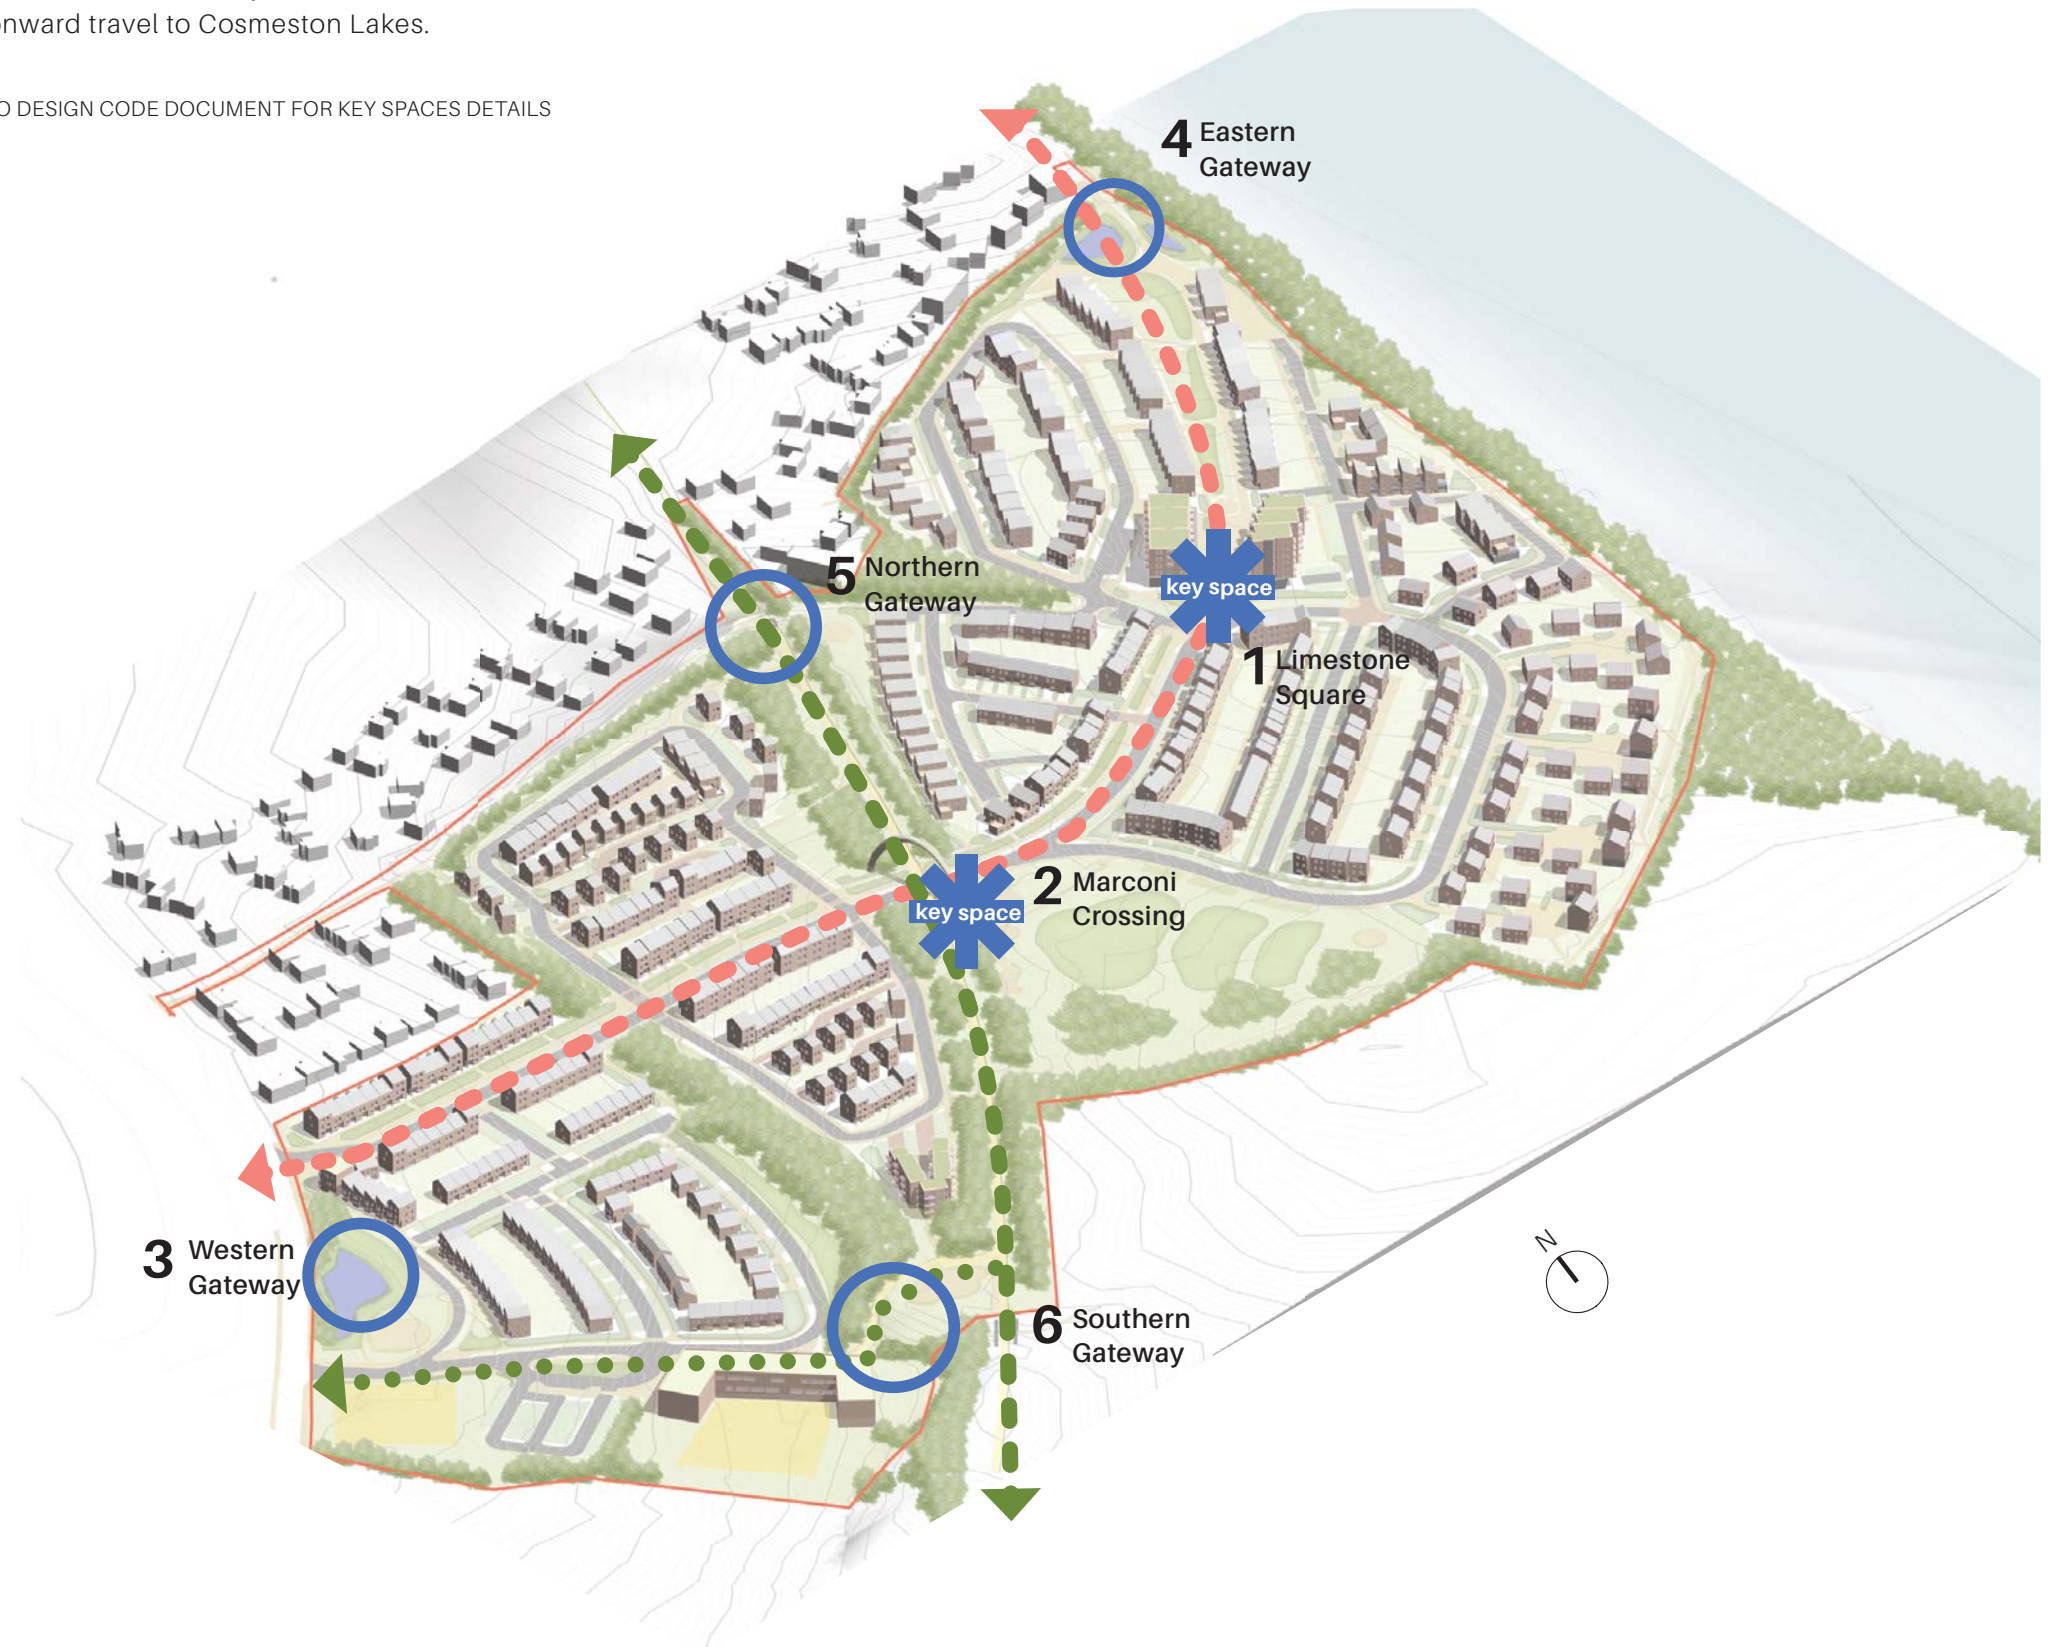 onward travel to Cosmeston Lakes.
O DESIGN CODE DOCUMENT FOR KEY SPACES DETAILS
4 Eastern
Gateway
5 Northern
Gateway
key space
1 Limestone
Square
2 Marconi
Crossing
key space
3 Western
Gateway
6 Southern
Gateway
N